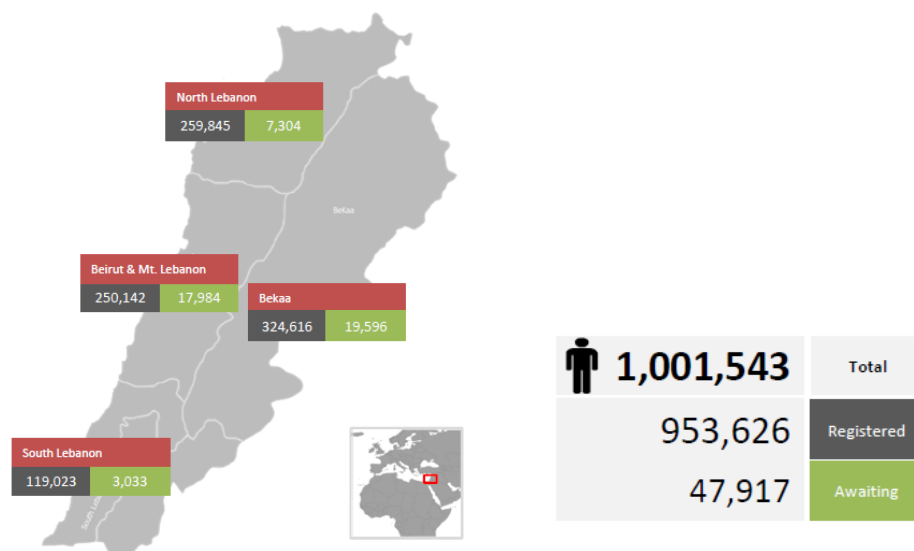 North Lebanon
259,845 7,304
Bekaa
Beirut & Mt. Lebanon
250,142 17,984
Bekaa
324,616 19,596
1,001,543 Total
953,626 Registered
47,917 Awaiting
South Lebanon
119,023 3,033
South